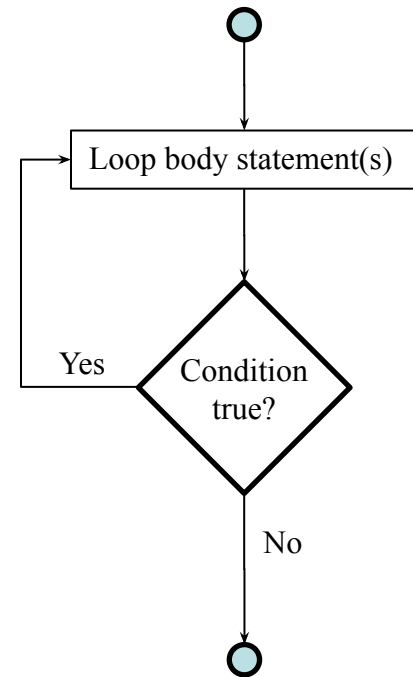 Loop body statement(s)
Yes
Condition
true?
No